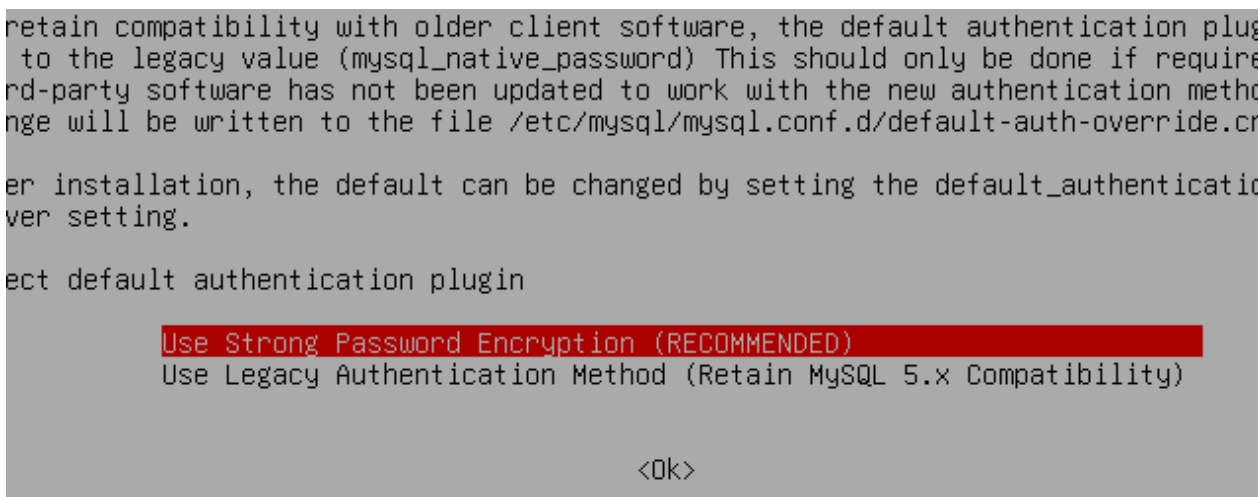 retain compatibility with older client software, the default authentication plug
to the legacy value (mysql_native_password) This should only be done if require
rd-party software has not been updated to work with the new authentication metho
nge will be written to the file /etc/mysql/mysql.conf.d/default-auth-override.cn
er installation, the default can be changed by setting the default_authenticatio
ver setting.
ect default authentication plugin
Use Strong Password Encryption (RECOMMENDED)
Use Legacy Authentication Method (Retain MySQL 5.x Compatibility)
<Ok>